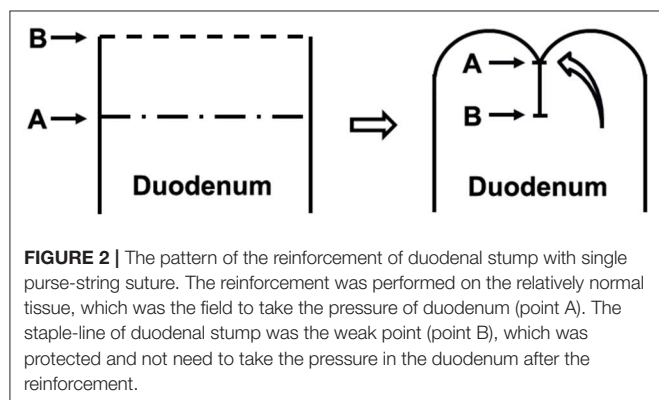 B
A
Duodenum
A
B
Duodenum
FIGURE 2 | The pattern of the reinforcement of duodenal stump with single
purse-string suture. The reinforcement was performed on the relatively normal
tissue, which was the field to take the pressure of duodenum (point A). The
staple-line of duodenal stump was the weak point (point B), which was
protected and not need to take the pressure in the duodenum after the
reinforcement.